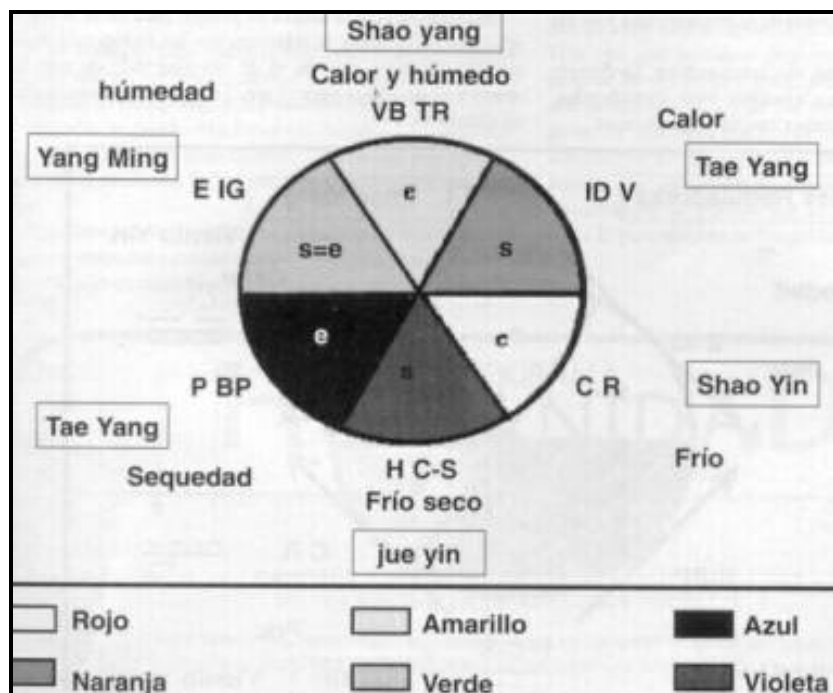 Shao yang
Calor y húmedo
VB TR
húmedad
Calor
Yang Ming
Tae Yang
E IG
ID V
e
s=e
s
e
s
e
P BP
C R
Shao Yin
Tae Yang
Sequedad
H C-S
Frío
Frío seco
jue yin
Rojo
Amarillo
Azul
Naranja
Verde
Violeta